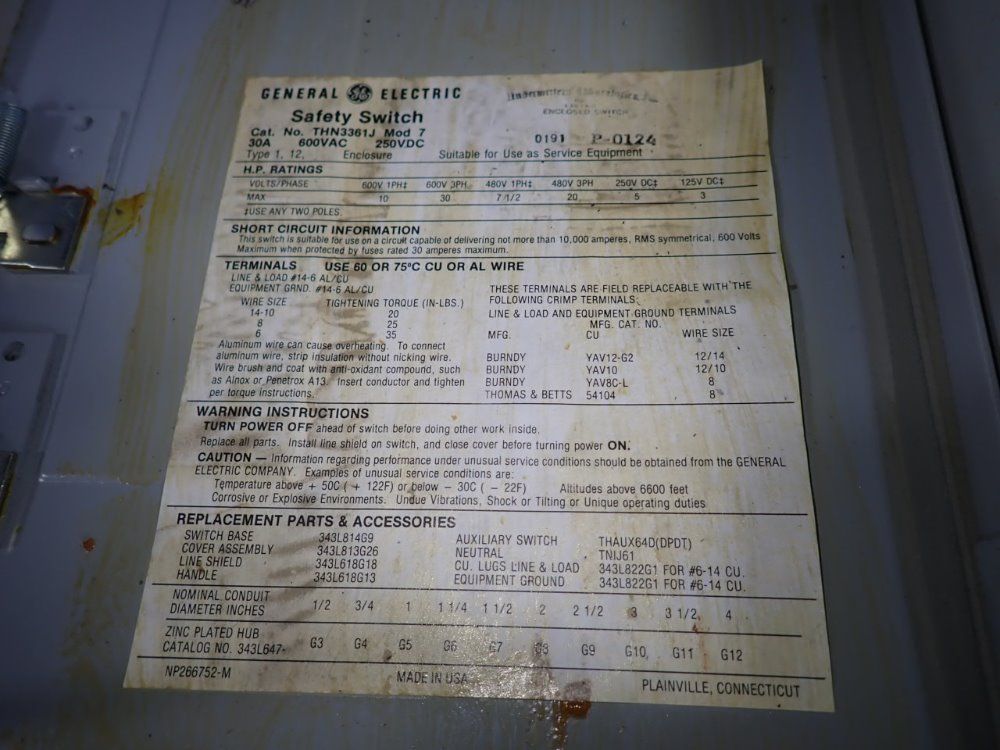 GENERAL GE ELECTRIC
Safety Switch
LISTED
ENCLOSED SWITCH
Cat. No. THN3361J Mod 7
0191 P-0124
30A 600VAC 250VDC
Type 1, 12, Enclosure Suitable for Use as Service Equipment
H.P. RATINGS
VOLTS/PHASE 600V 1PH‡ 600V 3PH 480V 1PH‡ 480V 3PH 250V DC‡ 125V DC‡
MAX 10 30 7 1/2 20 5 3
‡USE ANY TWO POLES
SHORT CIRCUIT INFORMATION
This switch is suitable for use on a circuit capable of delivering not more than 10,000 amperes, RMS symmetrical, 600 Volts
Maximum when protected by fuses rated 30 amperes maximum.
TERMINALS USE 60 OR 75°C CU OR AL WIRE
LINE & LOAD #14-6 AL/CU
EQUIPMENT GRND. #14-6 AL/CU
WIRE SIZE TIGHTENING TORQUE (IN-LBS.)
14-10 20
8 25
6 35
Aluminum wire can cause overheating. To connect
aluminum wire, strip insulation without nicking wire.
Wire brush and coat with anti-oxidant compound, such
as Alnox or Penetrox A13. Insert conductor and tighten
per torque instructions.
THESE TERMINALS ARE FIELD REPLACEABLE WITH THE
FOLLOWING CRIMP TERMINALS:
LINE & LOAD AND EQUIPMENT GROUND TERMINALS
MFG. CAT. NO.
MFG. CU WIRE SIZE
BURNDY YAV12-G2 12/14
BURNDY YAV10 12/10
BURNDY YAV8C-L 8
THOMAS & BETTS 54104 8
WARNING INSTRUCTIONS
TURN POWER OFF ahead of switch before doing other work inside.
Replace all parts. Install line shield on switch, and close cover before turning power ON.
CAUTION — Information regarding performance under unusual service conditions should be obtained from the GENERAL
ELECTRIC COMPANY. Examples of unusual service conditions are:
Temperature above + 50C ( + 122F) or below - 30C ( - 22F) Altitudes above 6600 feet
Corrosive or Explosive Environments. Undue Vibrations, Shock or Tilting or Unique operating duties
REPLACEMENT PARTS & ACCESSORIES
SWITCH BASE 343L814G9 AUXILIARY SWITCH THAUX64D(DPDT)
COVER ASSEMBLY 343L813G26 NEUTRAL TNIJ61
LINE SHIELD 343L618G18 CU. LUGS LINE & LOAD 343L822G1 FOR #6-14 CU.
HANDLE 343L618G13 EQUIPMENT GROUND 343L822G1 FOR #6-14 CU.
NOMINAL CONDUIT
DIAMETER INCHES 1/2 3/4 1 1 1/4 1 1/2 2 2 1/2 3 3 1/2 4
ZINC PLATED HUB
CATALOG NO. 343L647- G3 G4 G5 G6 G7 G8 G9 G10 G11 G12
NP266752-M MADE IN USA PLAINVILLE, CONNECTICUT